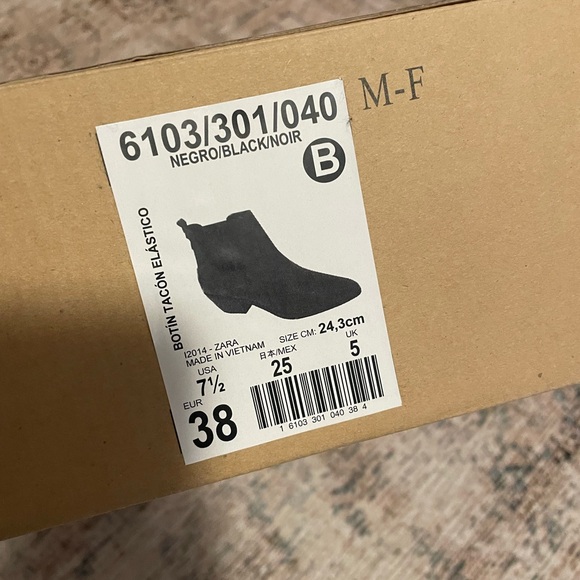 M-F
6103/301/040
NEGRO/BLACK/NOIR
B
BOTÍN TACÓN ELÁSTICO
I2014 - ZARA
MADE IN VIETNAM
SIZE CM: 24,3cm
USA
7½
日本/MEX
25
UK
5
EUR
38
1 6103 301 040 38 4